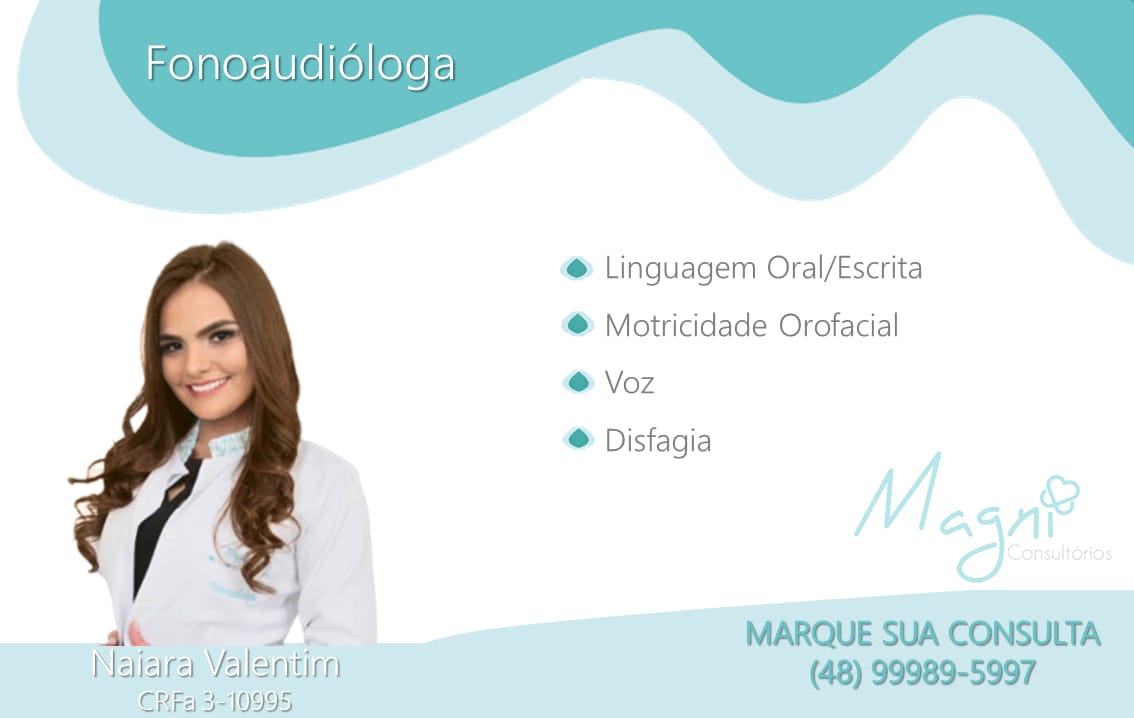 Fonoaudióloga
Linguagem Oral/Escrita
Motricidade Orofacial
Voz
Disfagia
Magni
Consultórios
MARQUE SUA CONSULTA
(48) 99989-5997
Naiara Valentim
CRFa 3-10995